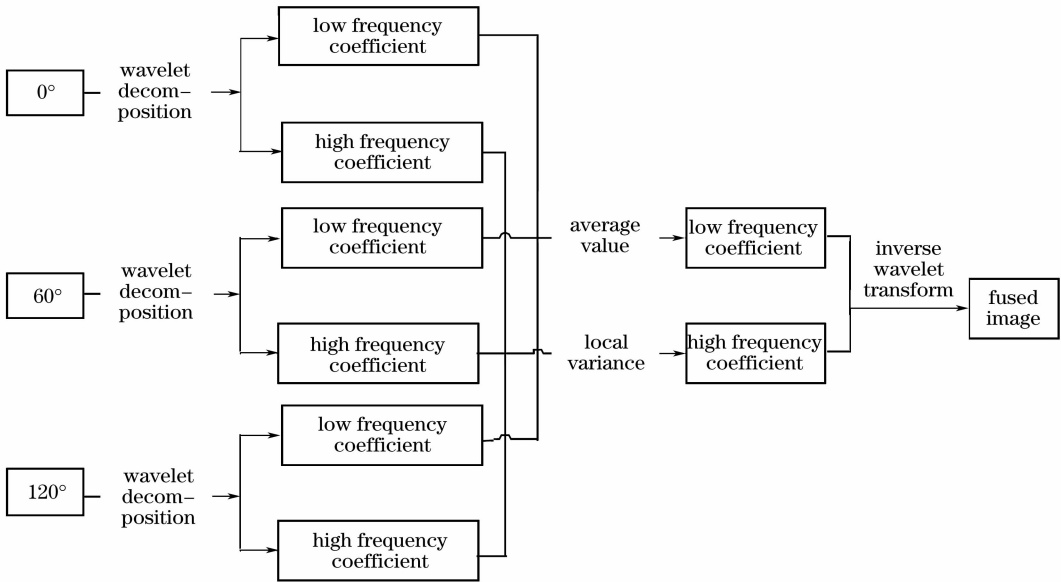 0°
wavelet
decom-
position
low frequency
coefficient
high frequency
coefficient
60°
wavelet
decom-
position
low frequency
coefficient
high frequency
coefficient
120°
wavelet
decom-
position
low frequency
coefficient
high frequency
coefficient
average
value
local
variance
low frequency
coefficient
high frequency
coefficient
inverse
wavelet
transform
fused
image